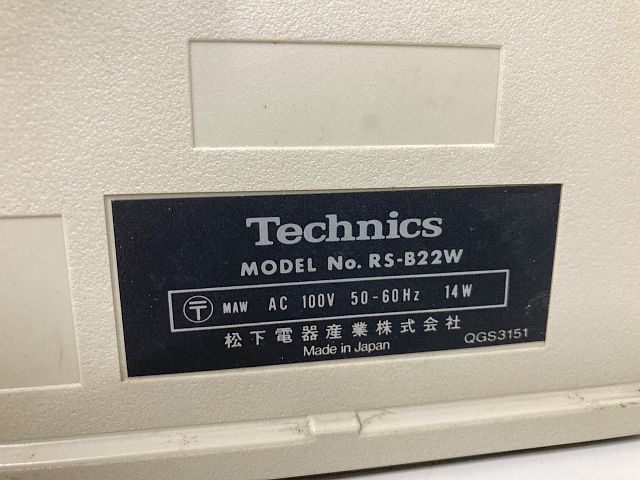 Technics
MODEL No. RS-B22W
〒 MAW AC 100V 50-60Hz 14W
松下電器産業株式会社
Made in Japan
QGS3151